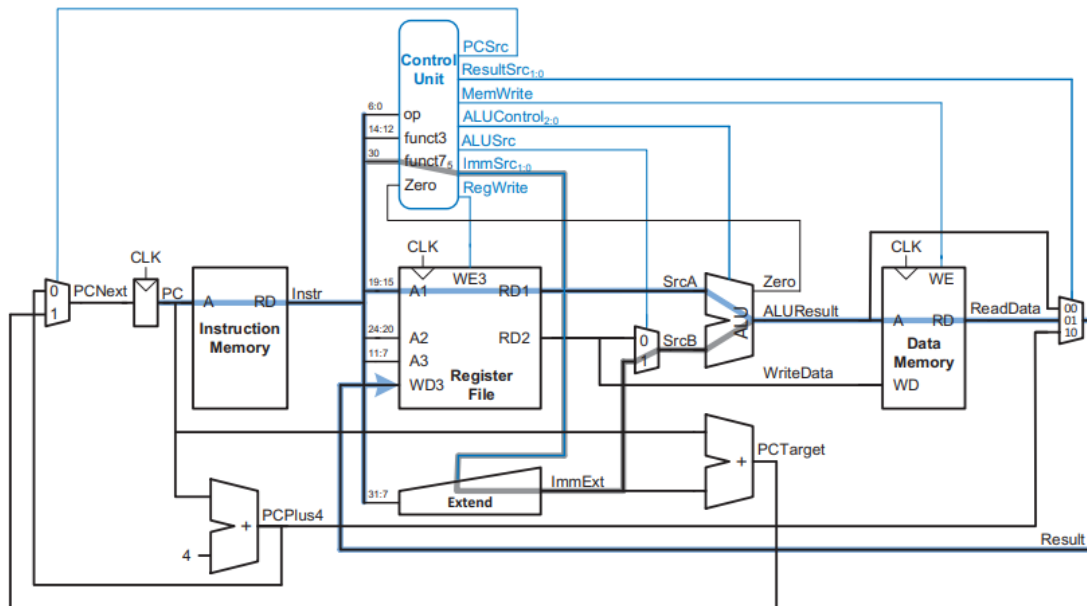 PCSrc
Control
Unit
ResultSrc1:0
MemWrite
6:0
op
ALUControl2:0
14:12
funct3
ALUSrc
30
funct75
ImmSrc1:0
Zero
RegWrite
CLK
CLK
CLK
0
1
PCNext
PC
A
RD
Instr
Instruction
Memory
19:15
A1
WE3
RD1
SrcA
Zero
WE
24:20
A2
RD2
0
1
SrcB
ALU
ALUResult
A
RD
ReadData
00
01
10
Data
Memory
11:7
A3
WD3
Register
File
WriteData
WD
PCTarget
+
31:7
Extend
ImmExt
PCPlus4
+
4
Result